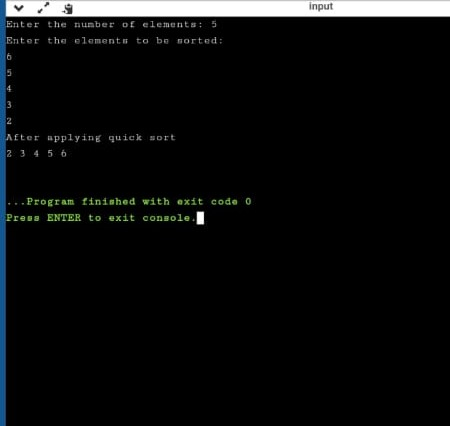 input
Enter the number of elements: 5
Enter the elements to be sorted:
6
5
4
3
2
After applying quick sort
2 3 4 5 6
...Program finished with exit code 0
Press ENTER to exit console.